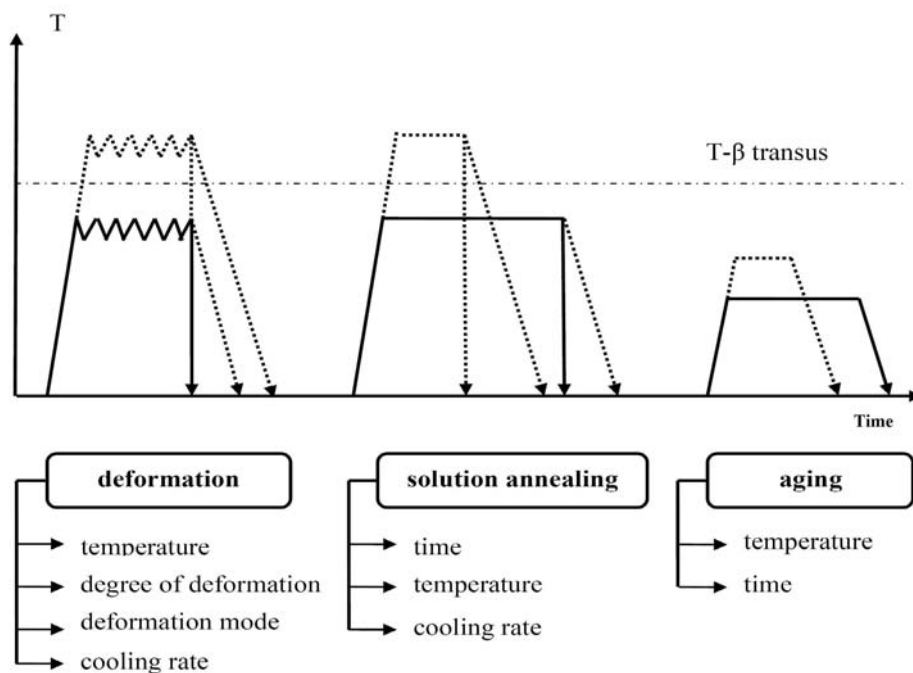 T
T-β transus
Time
deformation
temperature
degree of deformation
deformation mode
cooling rate
solution annealing
time
temperature
cooling rate
aging
temperature
time